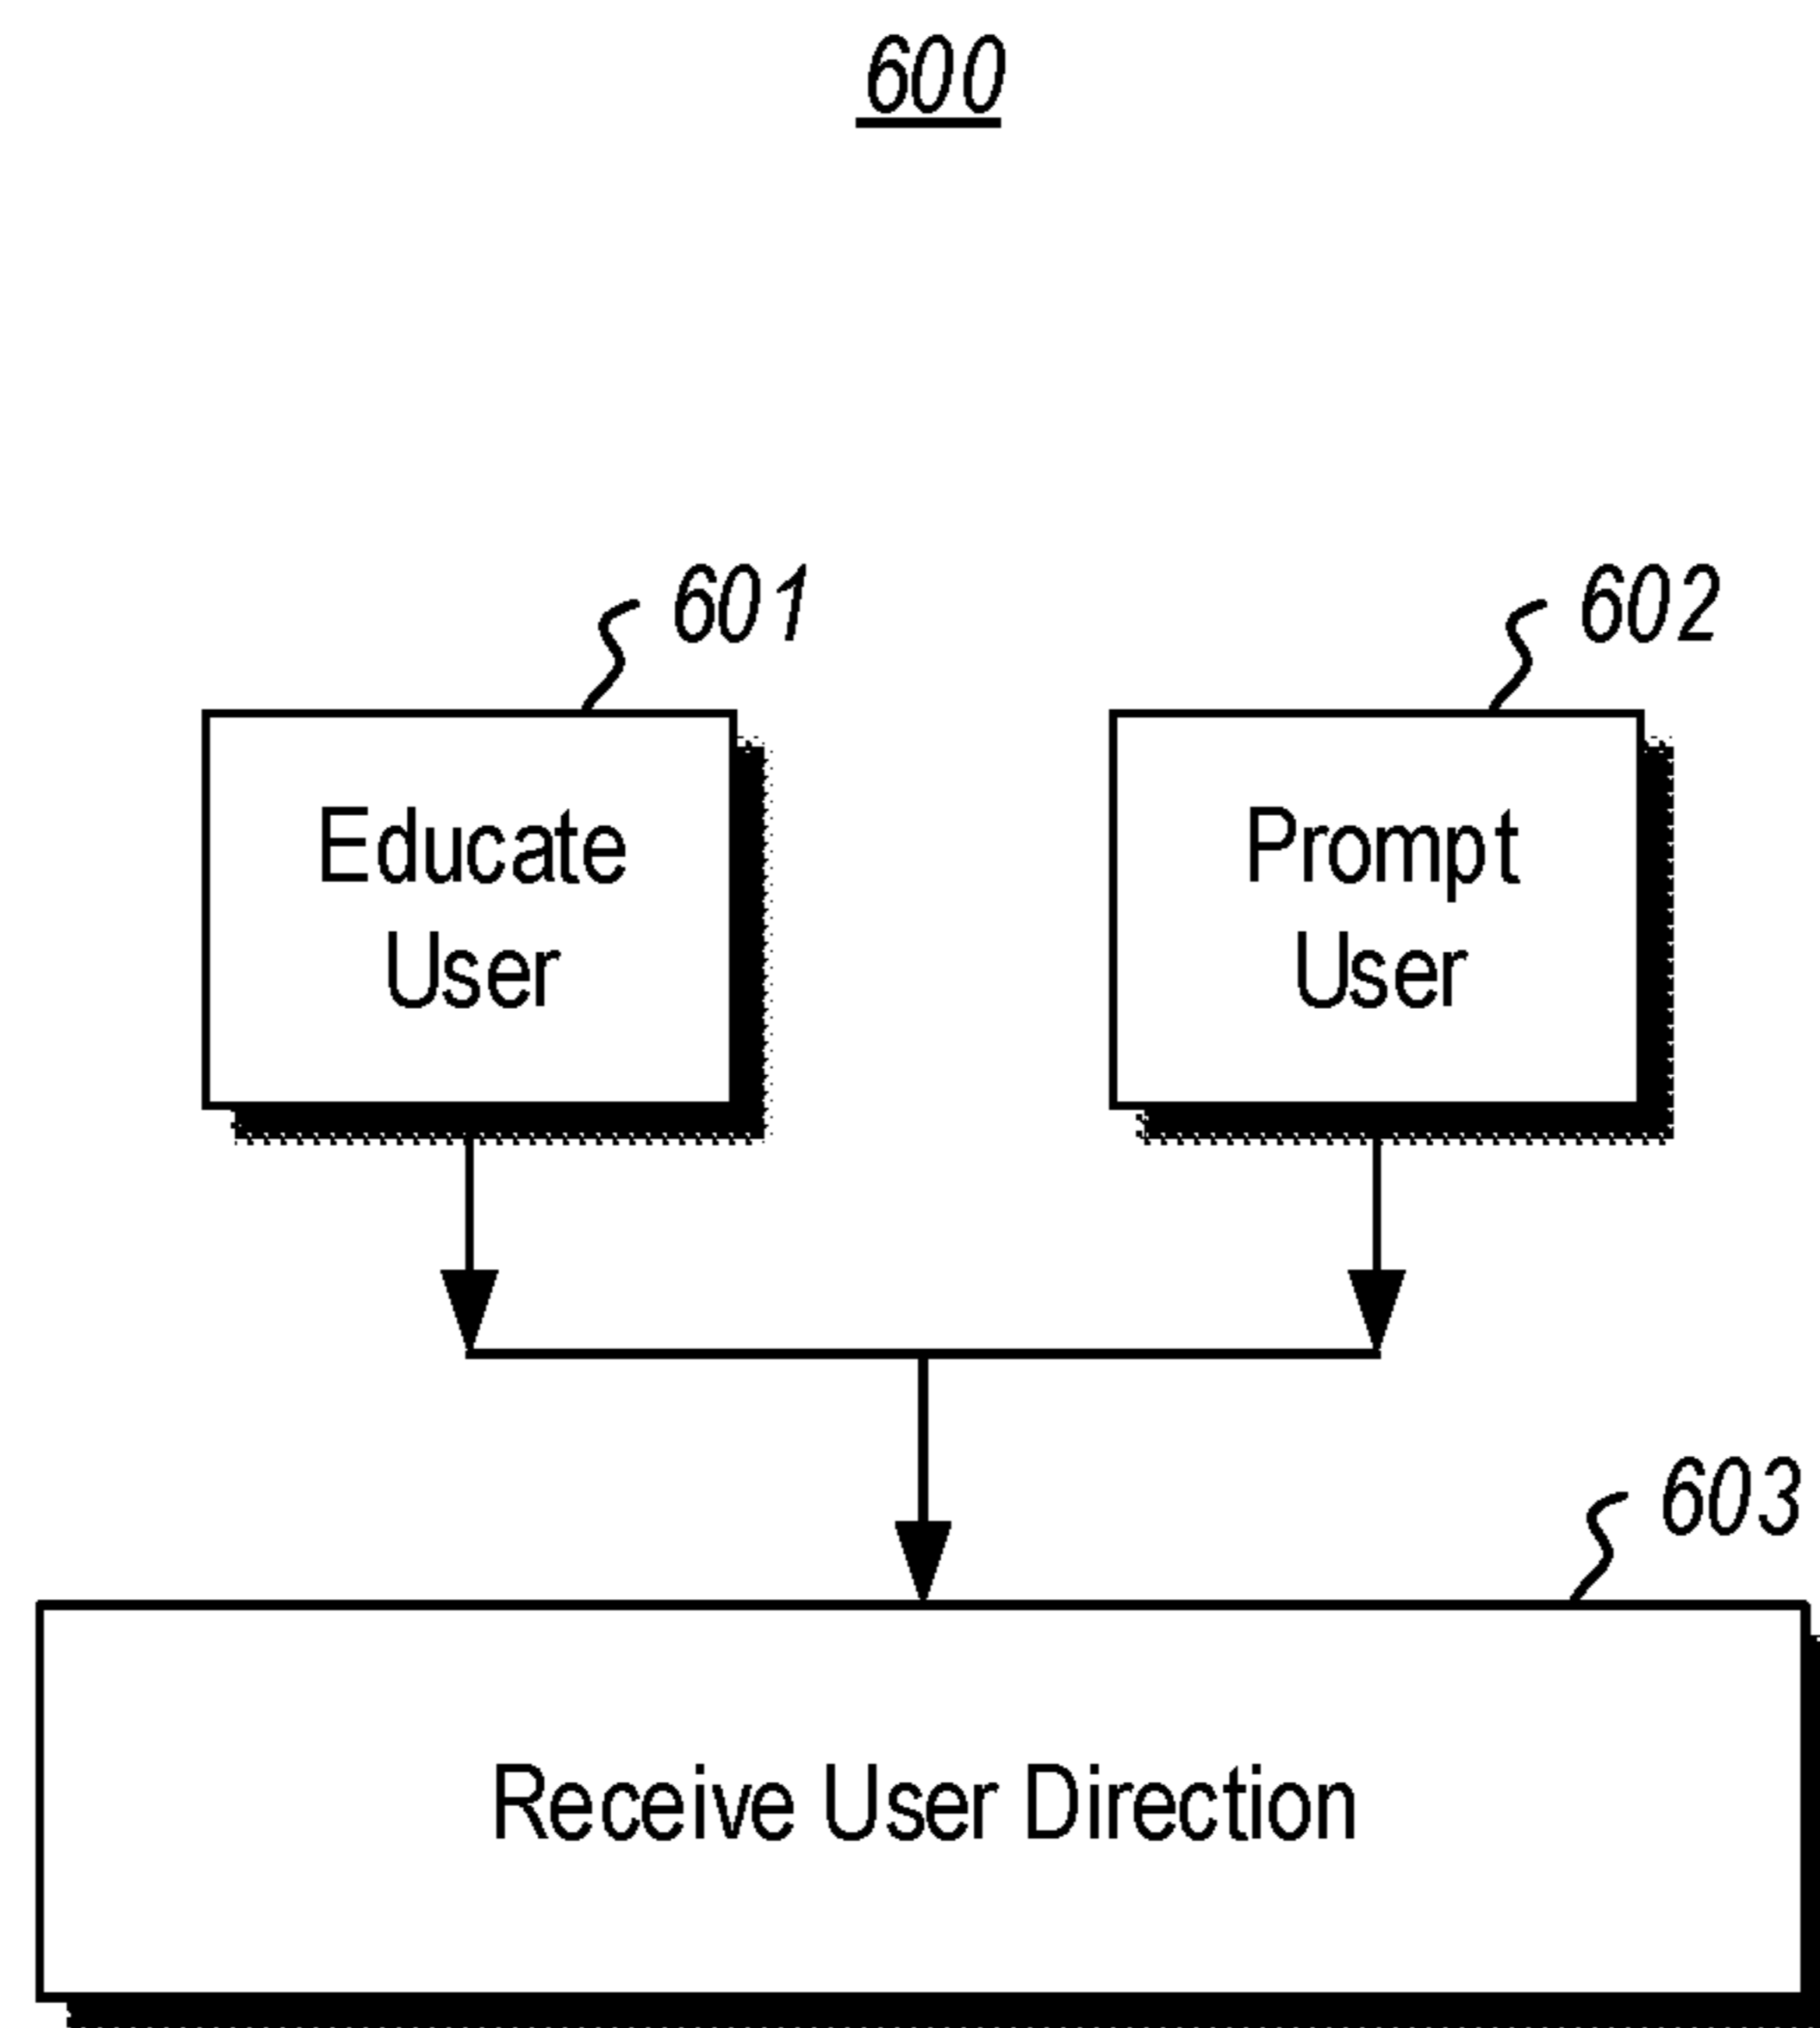 600
601
602
Educate
User
Prompt
User
603
Receive User Direction